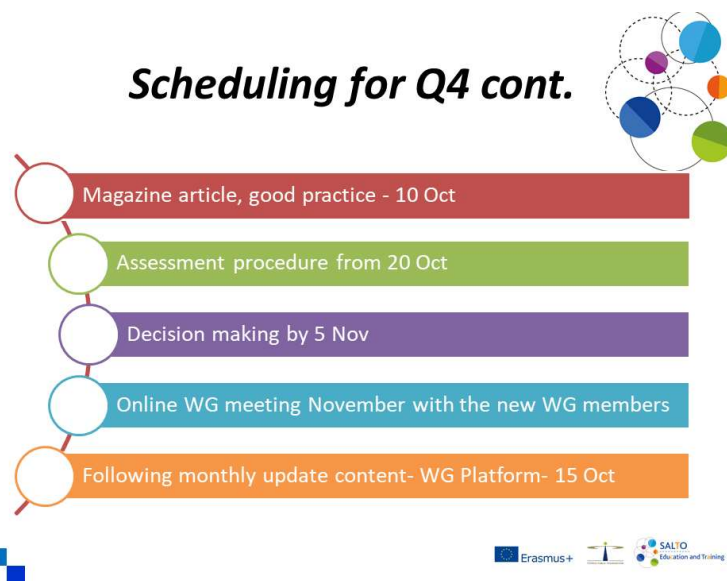 Scheduling for Q4 cont.
Magazine article, good practice - 10 Oct
Assessment procedure from 20 Oct
Decision making by 5 Nov
Online WG meeting November with the new WG members
Following monthly update content- WG Platform- 15 Oct
Erasmus+
SALTO
Education and Training